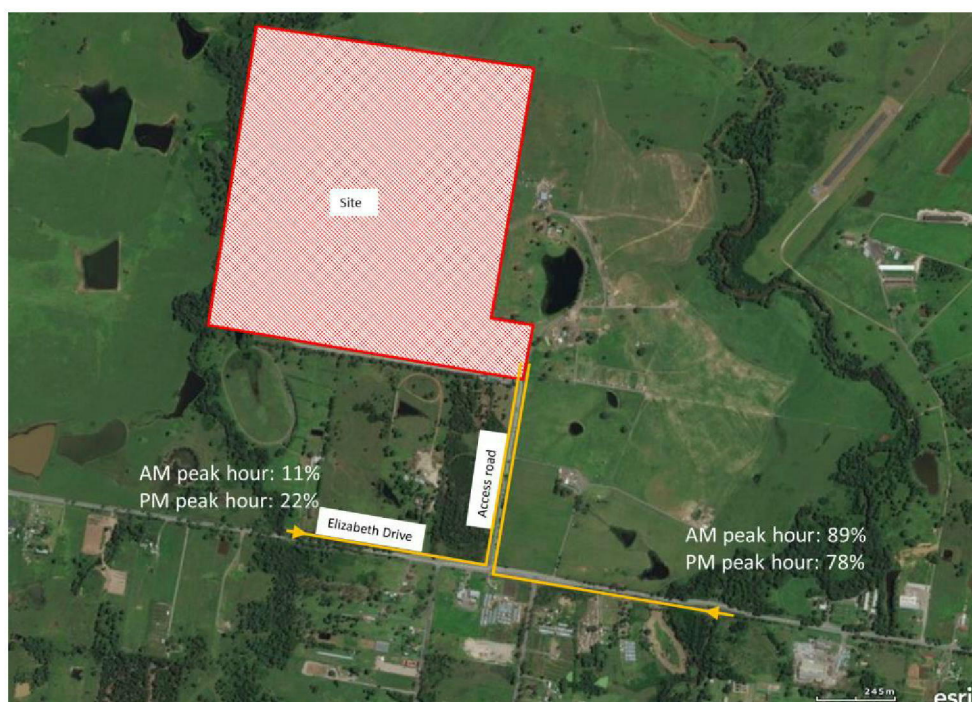 Site
AM peak hour: 11%
PM peak hour: 22%
Elizabeth Drive
Access road
AM peak hour: 89%
PM peak hour: 78%
245m
esri